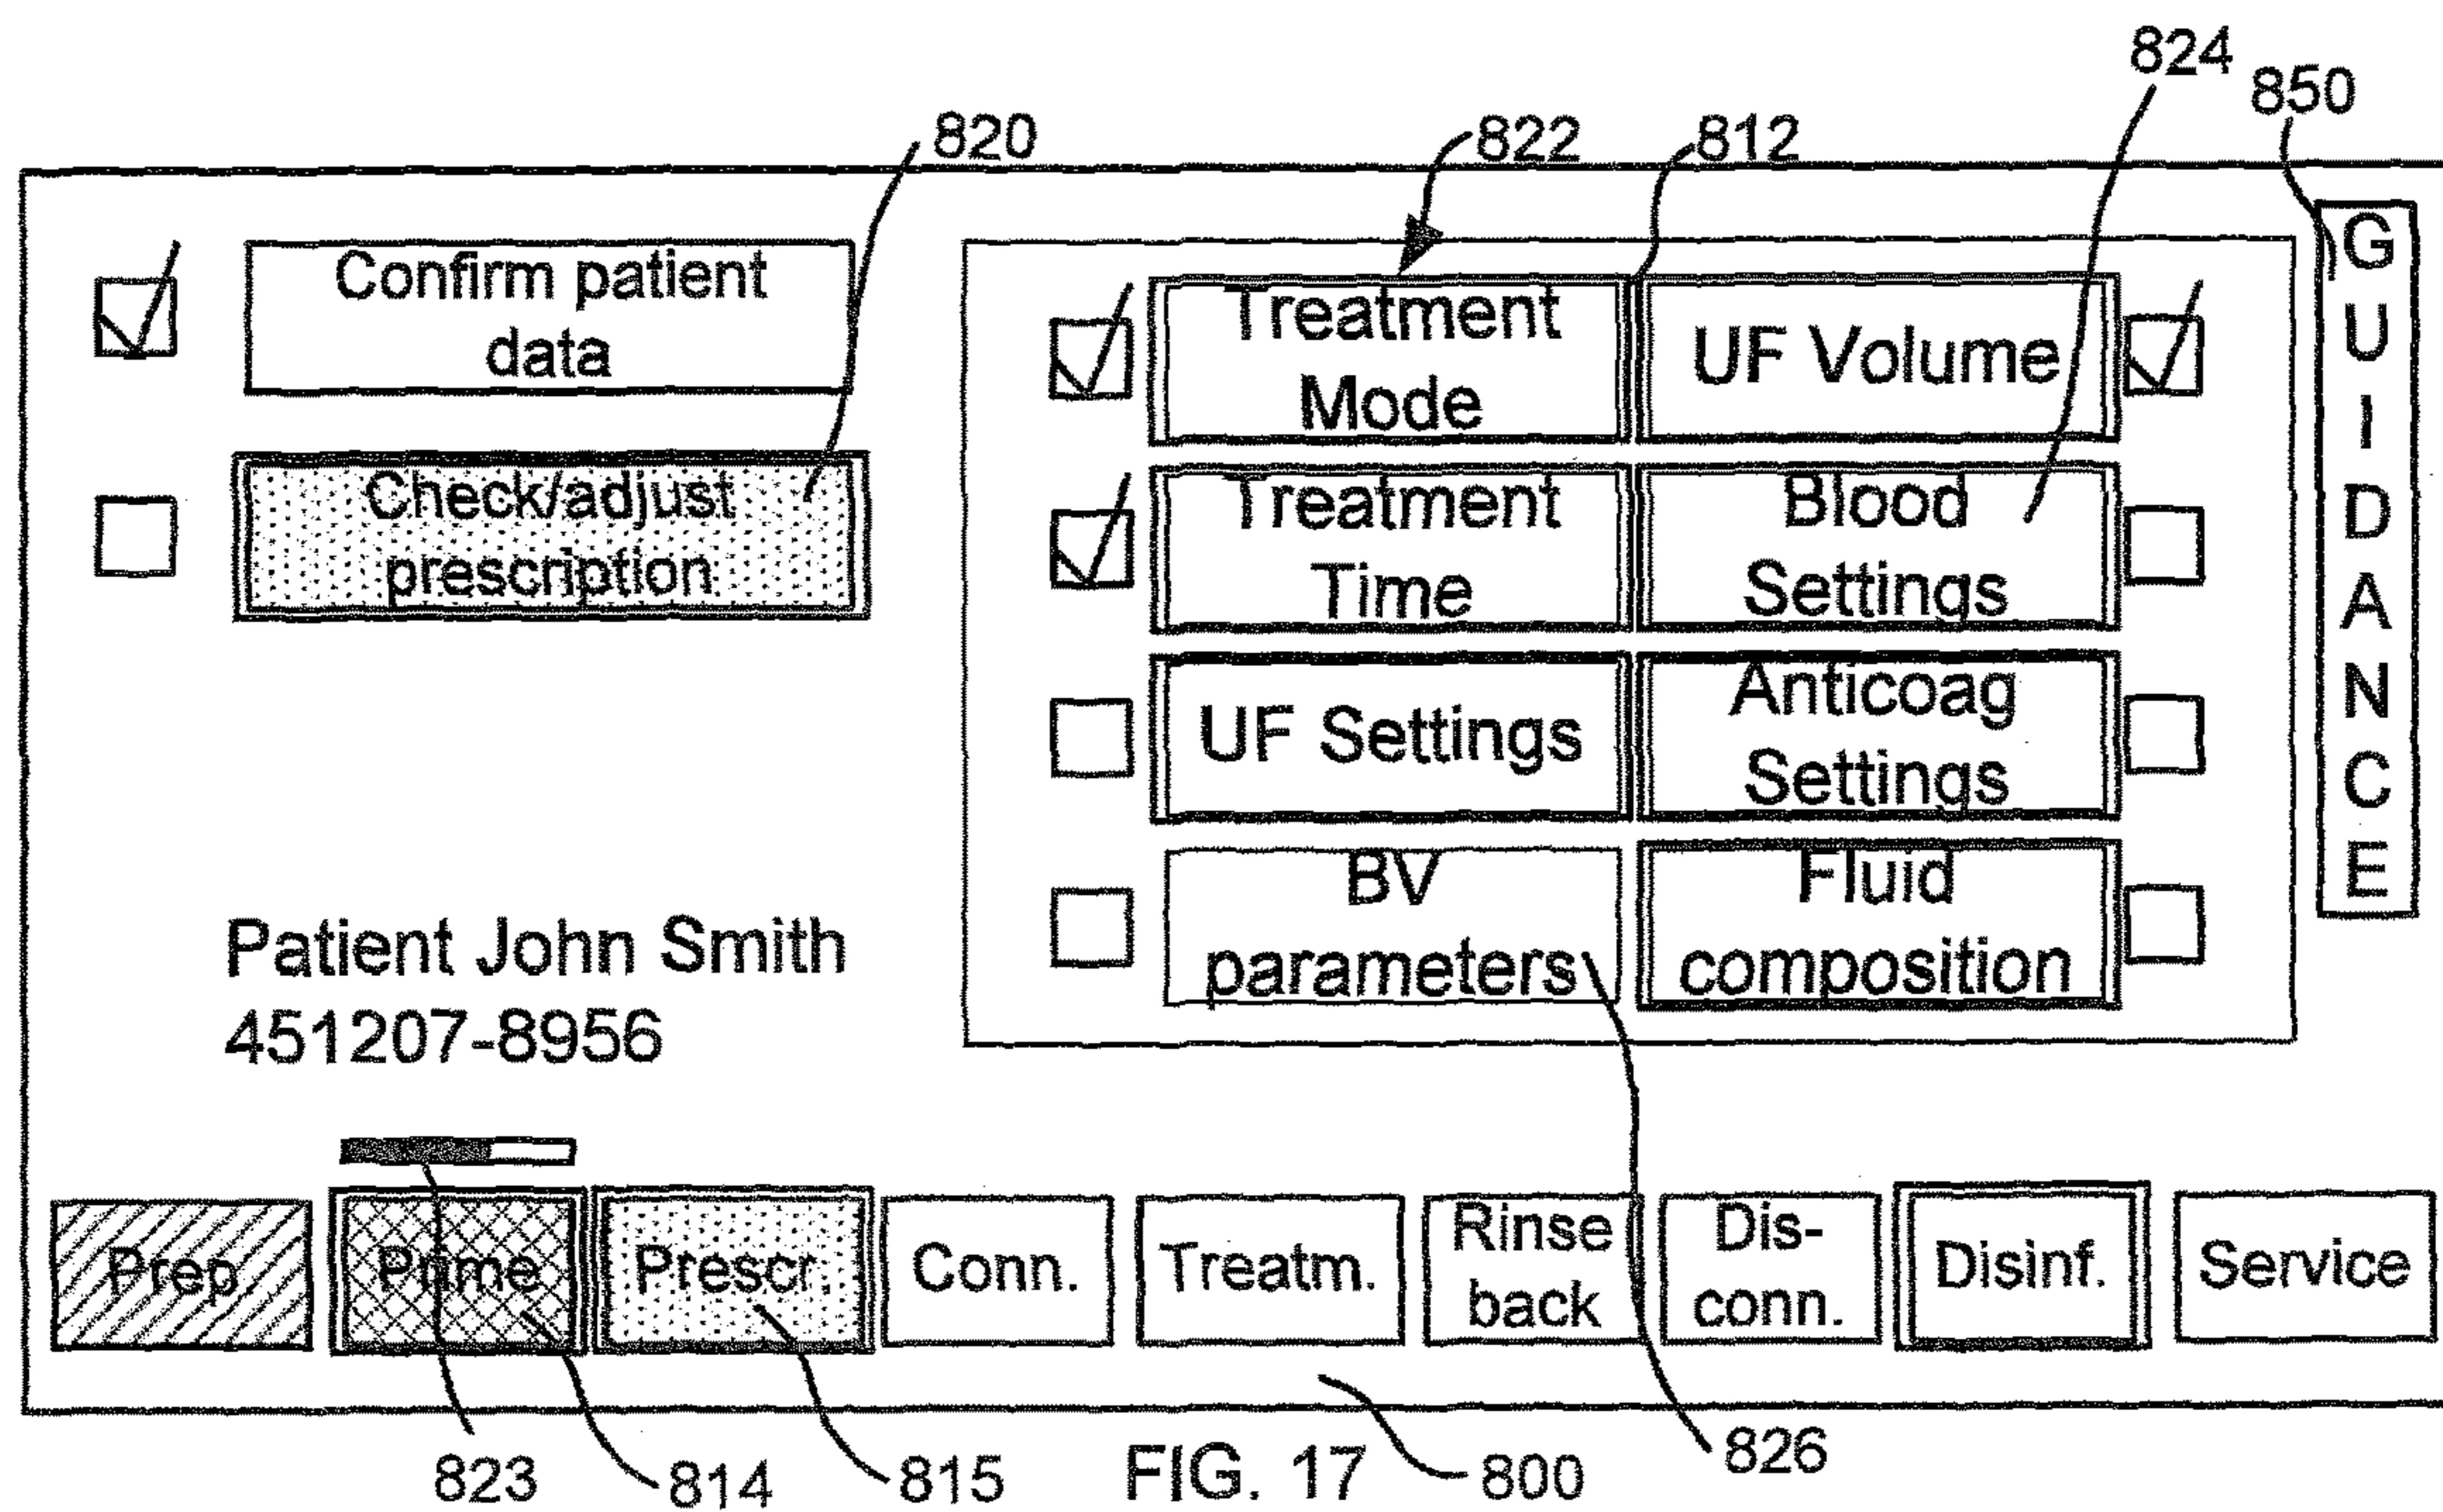 824
850
820
822
812
Confirm patient
data
Check/adjust
prescription
Treatment
Mode
UF Volume
Treatment
Time
Blood
Settings
UF Settings
Anticoag
Settings
BV
parameters
Fluid
composition
GUIDANCE
Patient John Smith
451207-8956
Prep
Prime
Prescr.
Conn.
Treatm.
Rinse
back
Dis-
conn.
Disinf.
Service
823
814
815
FIG. 17
800
826